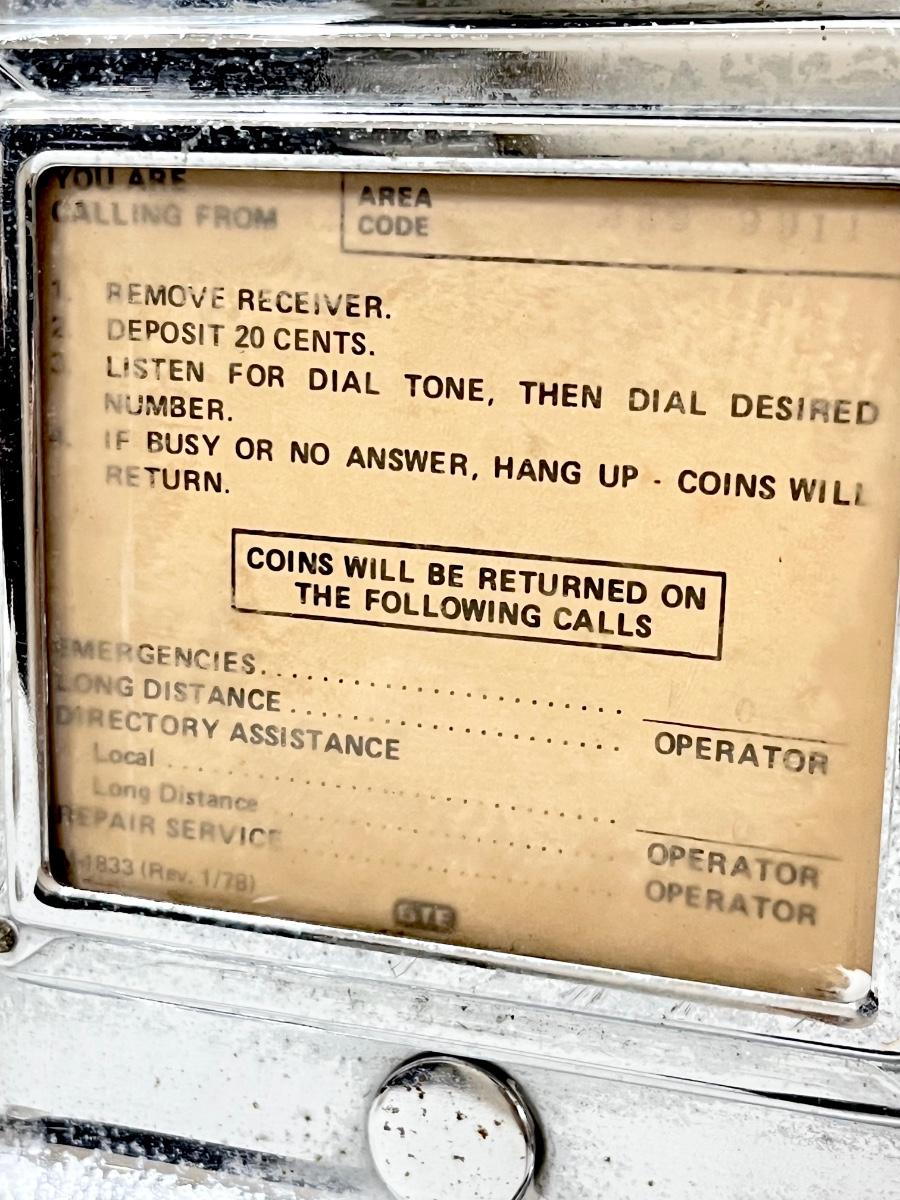 YOU ARE
CALLING FROM
AREA
CODE
9911
1. REMOVE RECEIVER.
2. DEPOSIT 20 CENTS.
3. LISTEN FOR DIAL TONE, THEN DIAL DESIRED
NUMBER.
4. IF BUSY OR NO ANSWER, HANG UP - COINS WILL
RETURN.
COINS WILL BE RETURNED ON
THE FOLLOWING CALLS
EMERGENCIES
LONG DISTANCE
OPERATOR
DIRECTORY ASSISTANCE
Local
Long Distance
OPERATOR
REPAIR SERVICE
OPERATOR
(Rev. 1/78)
GTE